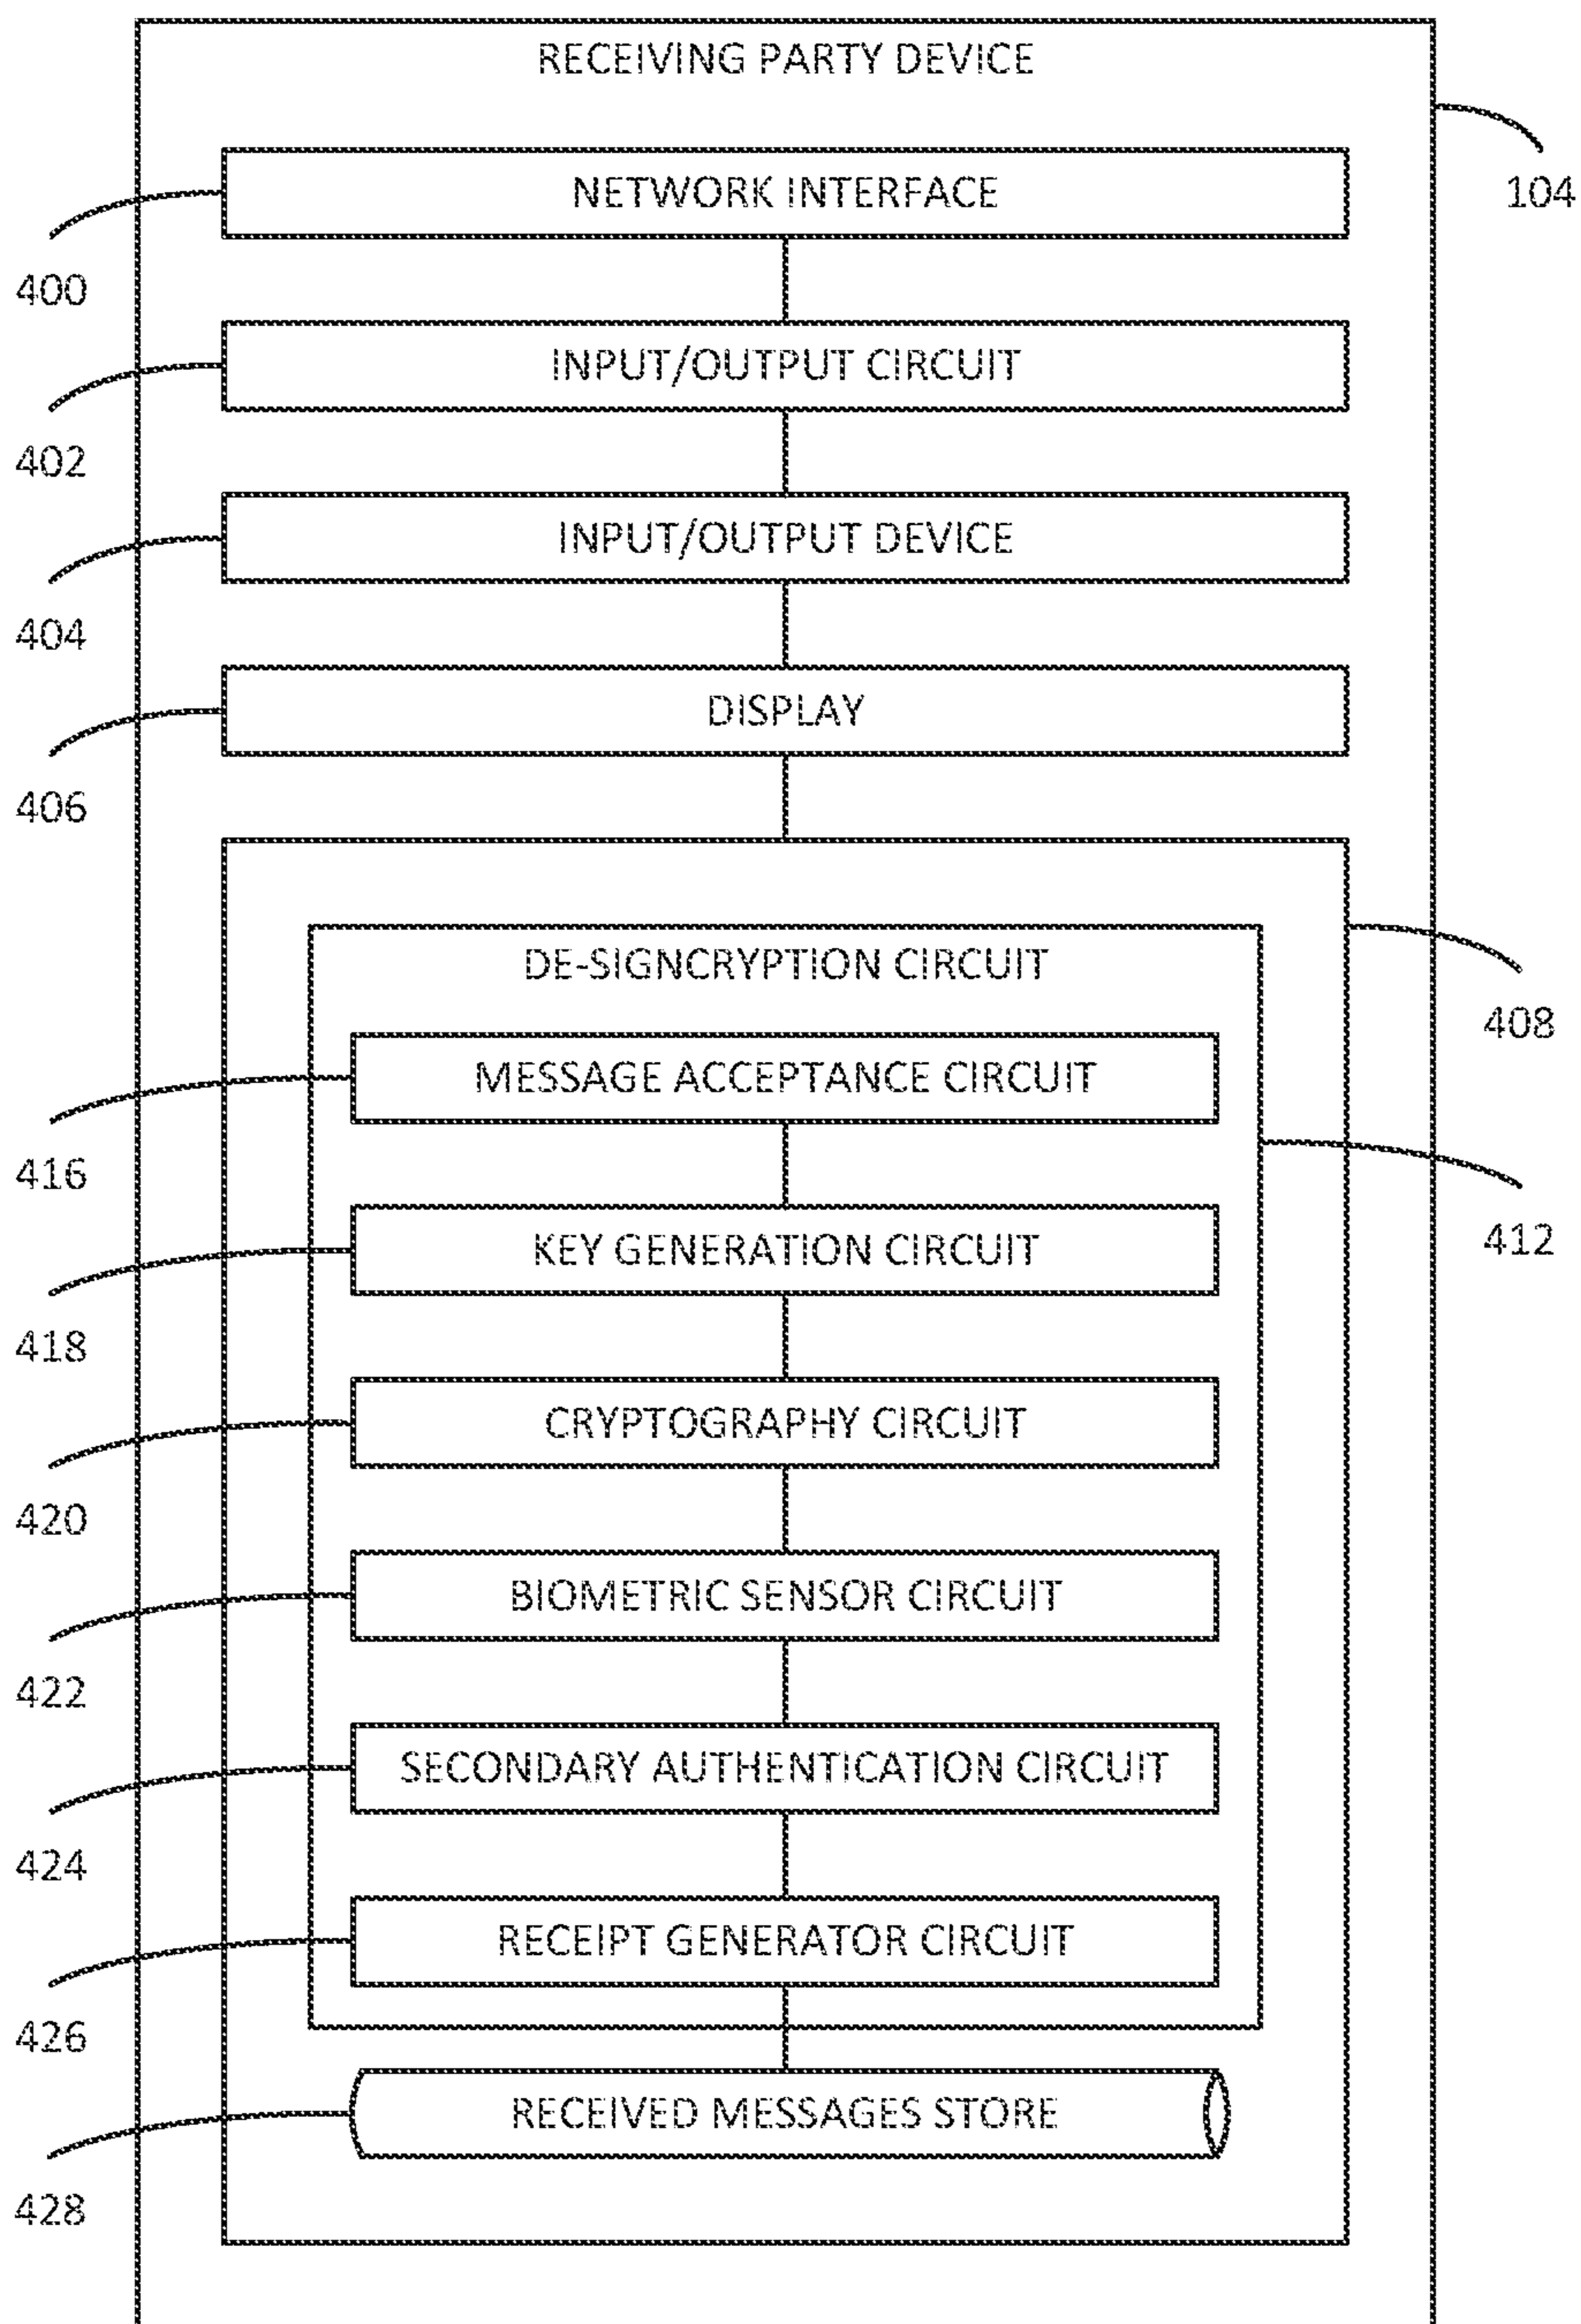 RECEIVING PARTY DEVICE
104
NETWORK INTERFACE
400
INPUT/OUTPUT CIRCUIT
402
INPUT/OUTPUT DEVICE
404
DISPLAY
406
408
DE-SIGNCRYPTION CIRCUIT
412
MESSAGE ACCEPTANCE CIRCUIT
416
KEY GENERATION CIRCUIT
418
CRYPTOGRAPHY CIRCUIT
420
BIOMETRIC SENSOR CIRCUIT
422
SECONDARY AUTHENTICATION CIRCUIT
424
RECEIPT GENERATOR CIRCUIT
426
RECEIVED MESSAGES STORE
428